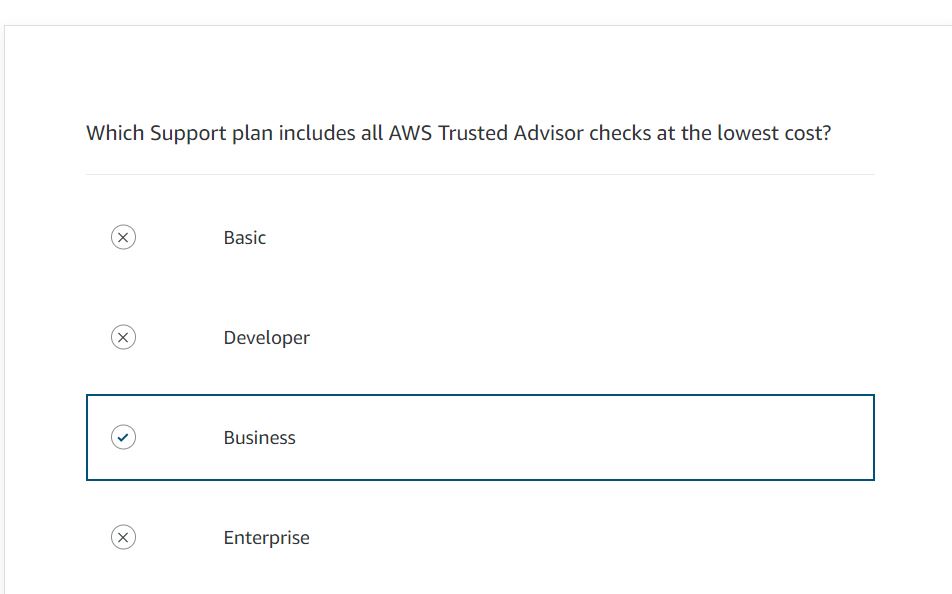 Which Support plan includes all AWS Trusted Advisor checks at the lowest cost?
Basic
Developer
Business
Enterprise